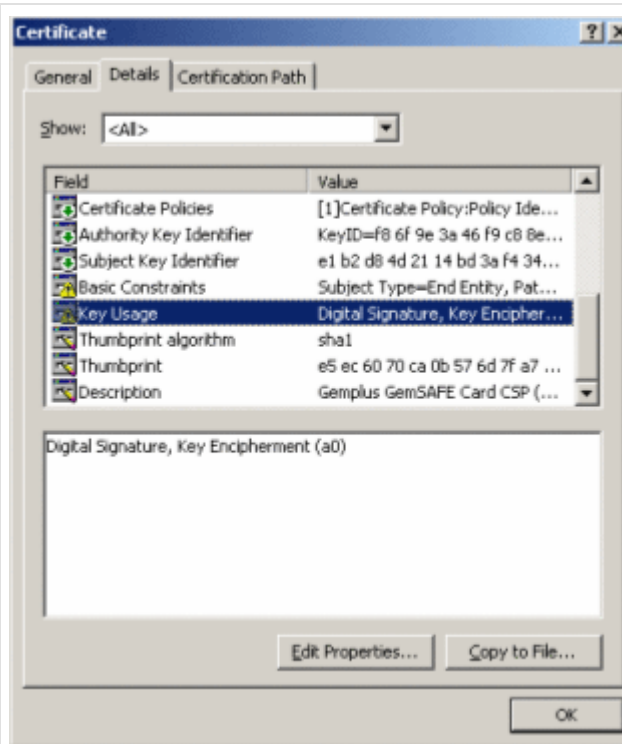 Certificate
General Details Certification Path
Show: <All>
Field Value
Certificate Policies [1]Certificate Policy:Policy Ide...
Authority Key Identifier KeyID=f8 6f 9e 3a 46 f9 c8 8e...
Subject Key Identifier e1 b2 d8 4d 21 14 bd 3a f4 34...
Basic Constraints Subject Type=End Entity, Pat...
Key Usage Digital Signature, Key Encipher...
Thumbprint algorithm sha1
Thumbprint e5 ec 60 70 ca 0b 57 6d 7f a7 ...
Description Gemplus GemSAFE Card CSP (...
Digital Signature, Key Encipherment (a0)
Edit Properties... Copy to File...
OK